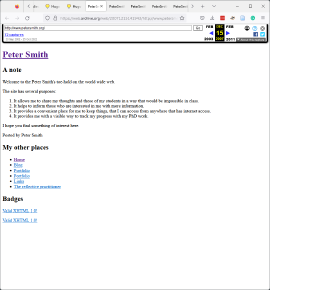 Peter Smith
A note
Welcome to the Peter Smith's toe-hold on the world wide web.
The site has several purposes:
1. It allows me to share my thoughts and those of my students in a way that would be impossible in class.
2. It helps to inform those who are interested in me with more information.
3. It provides a convenient place for me to keep things, that I can access from anywhere that has internet access.
4. It provides me with a visible way to track my progress with my PhD work.
I hope you find something of interest here.
Posted by Peter Smith
My other places
Home
Blog
Portfolio
Portfolio
Links
The reflective practitioner
Badges
Valid XHTML 1.0!
Valid XHTML 1.0!